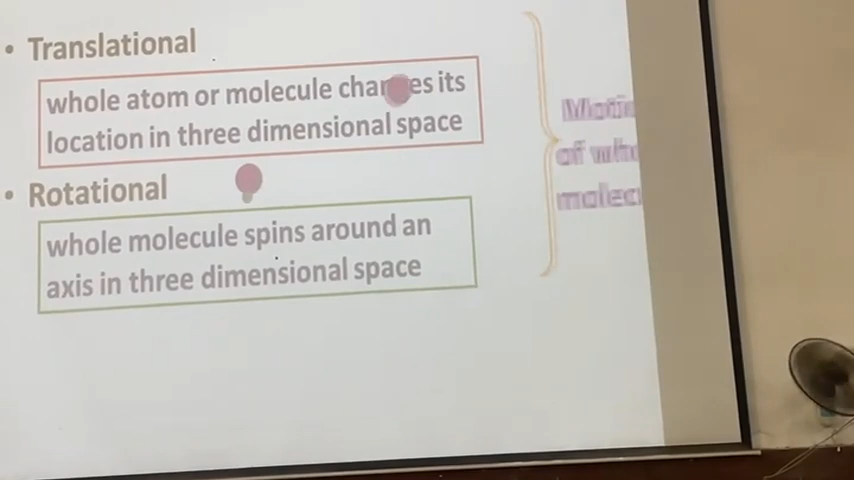 • Translational
whole atom or molecule changes its
location in three dimensional space
• Rotational
whole molecule spins around an
axis in three dimensional space
of